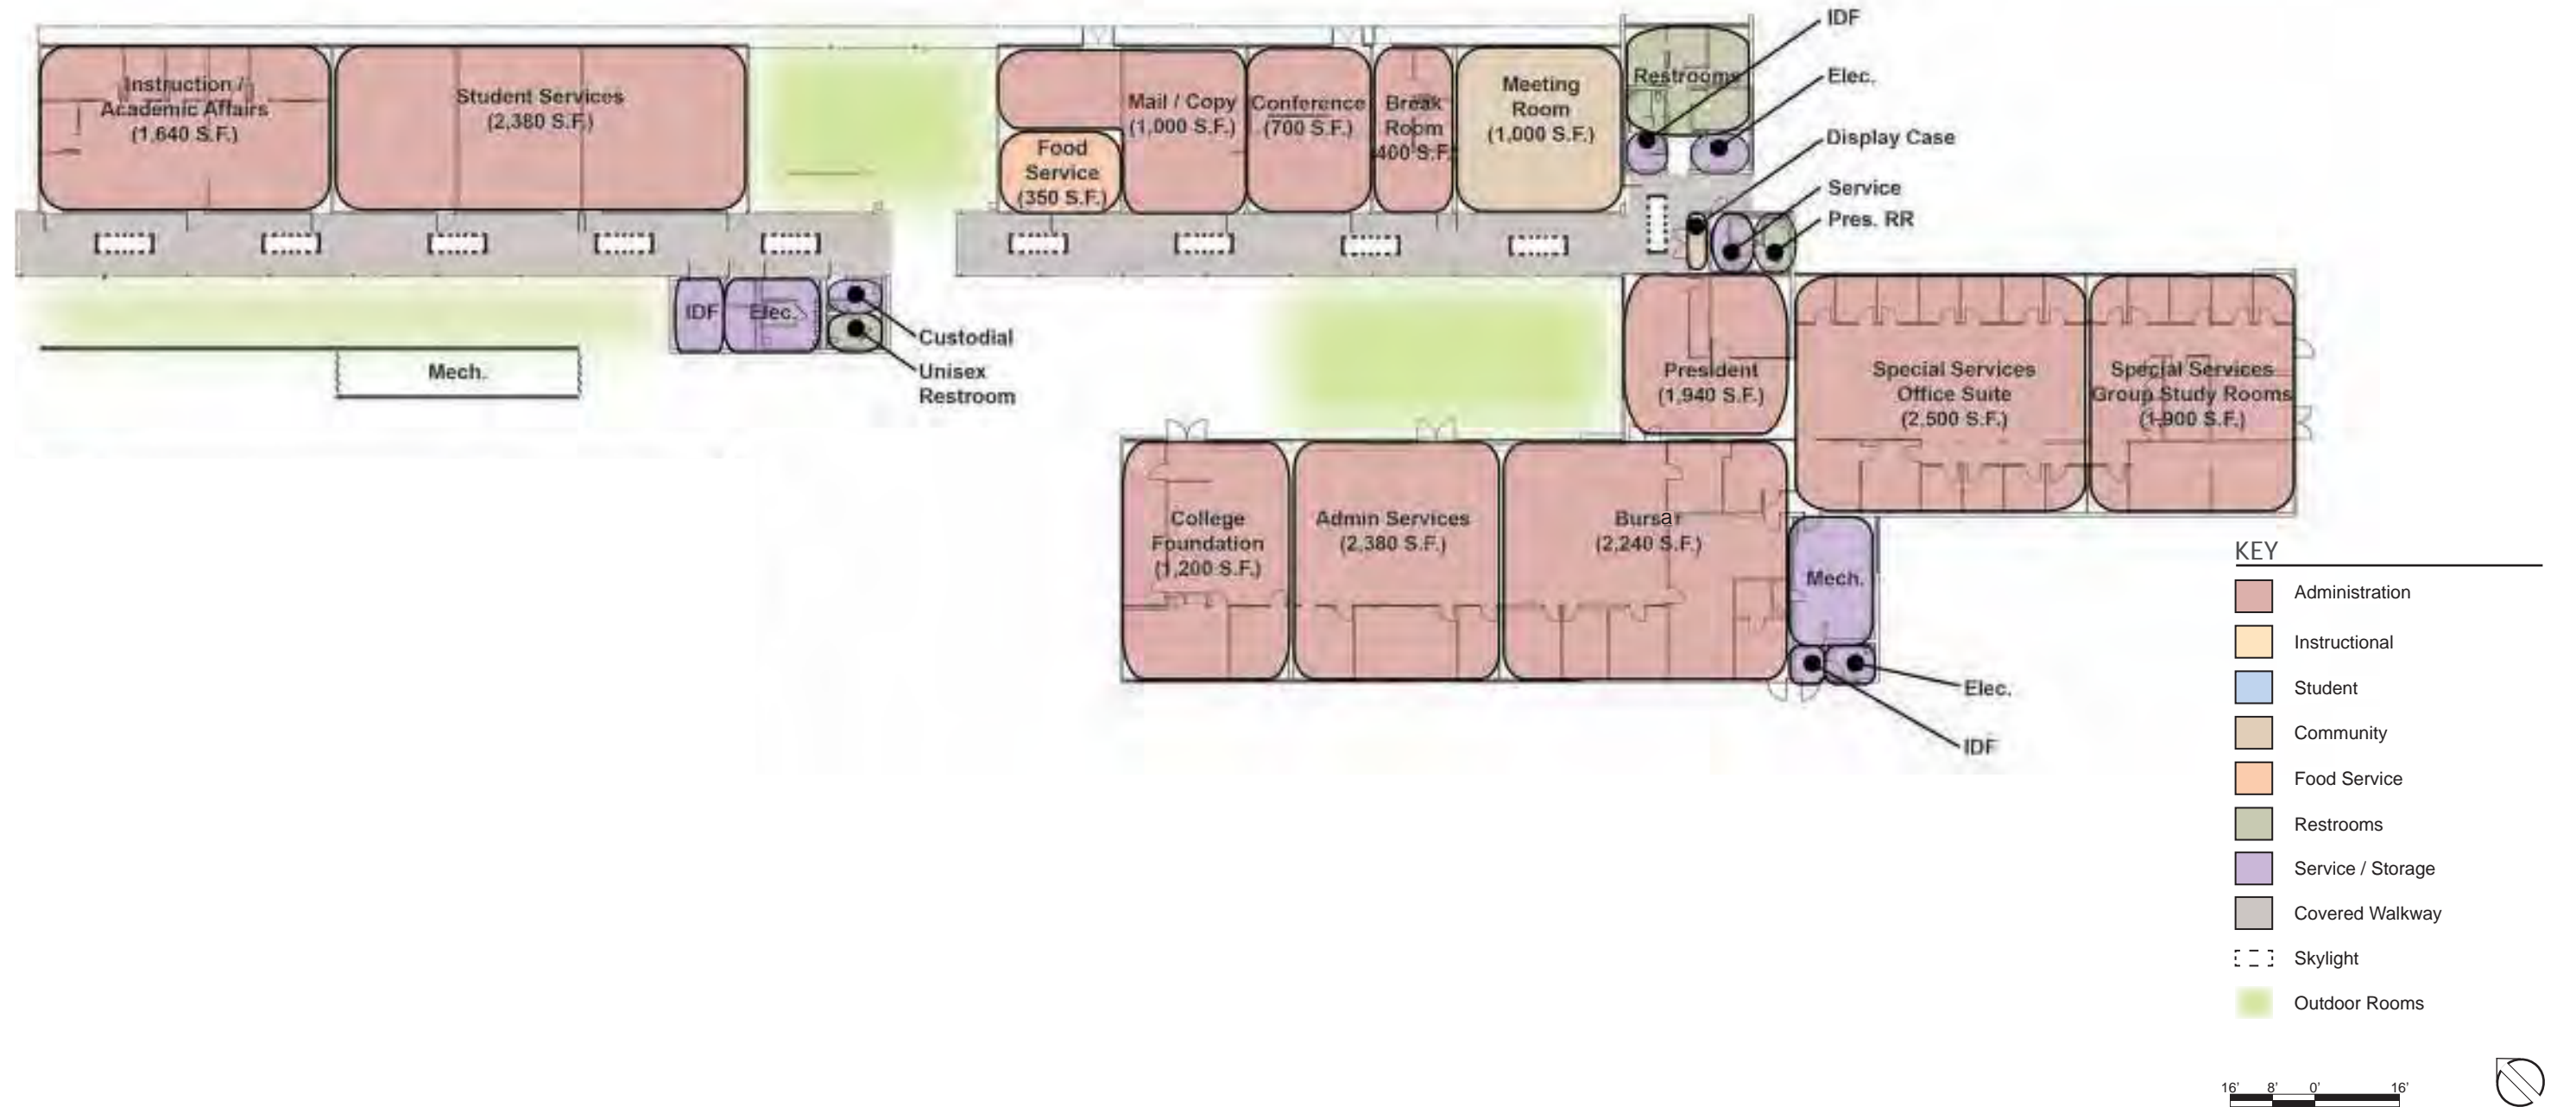 Instruction /
Academic Affairs
(1,640 S.F.)
Student Services
(2,380 S.F.)
Food
Service
(350 S.F.)
Mail / Copy
(1,000 S.F.)
Conference
(700 S.F.)
Break
Room
400 S.F.
Meeting
Room
(1,000 S.F.)
Restrooms
IDF
Elec.
Display Case
Service
Pres. RR
IDF
Elec.
Custodial
Unisex
Restroom
Mech.
President
(1,940 S.F.)
Special Services
Office Suite
(2,500 S.F.)
Special Services
Group Study Rooms
(1,900 S.F.)
College
Foundation
(1,200 S.F.)
Admin Services
(2,380 S.F.)
Bursar
(2,240 S.F.)
Mech.
Elec.
IDF
KEY
Administration
Instructional
Student
Community
Food Service
Restrooms
Service / Storage
Covered Walkway
Skylight
Outdoor Rooms
16' 8' 0' 16'